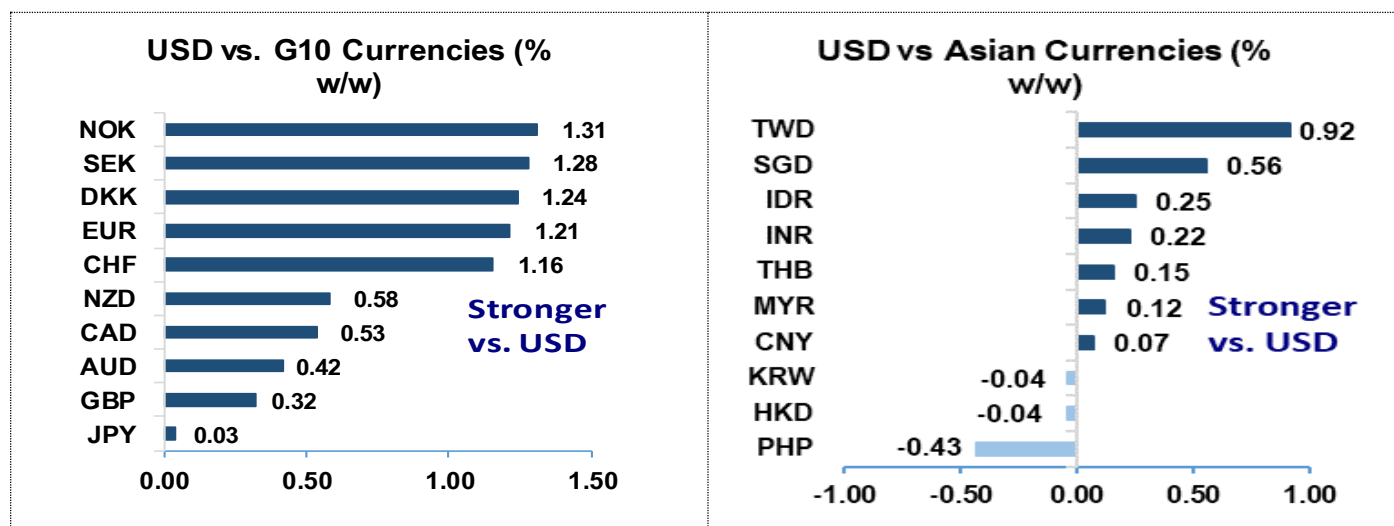 USD vs. G10 Currencies (%
w/w)
NOK 1.31
SEK 1.28
DKK 1.24
EUR 1.21
CHF 1.16
NZD 0.58
CAD 0.53
AUD 0.42
GBP 0.32
JPY 0.03
Stronger
vs. USD
0.00 0.50 1.00 1.50
USD vs Asian Currencies (%
w/w)
TWD 0.92
SGD 0.56
IDR 0.25
INR 0.22
THB 0.15
MYR 0.12
CNY 0.07
KRW -0.04
HKD -0.04
PHP -0.43
Stronger
vs. USD
-1.00 -0.50 0.00 0.50 1.00